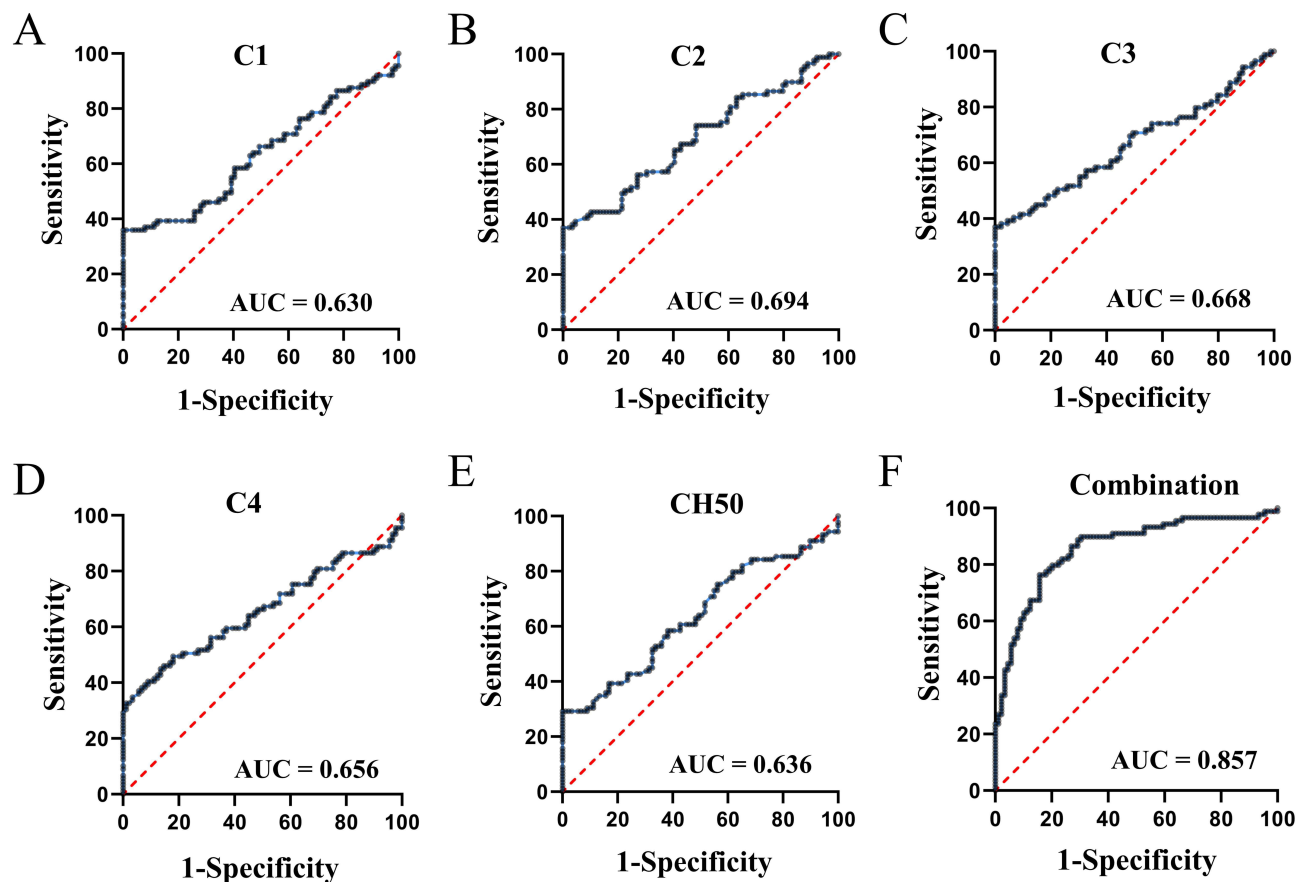 A
C1
Sensitivity
100
80
60
40
20
0
0 20 40 60 80 100
AUC = 0.630
1-Specificity
B
C2
Sensitivity
100
80
60
40
20
0
0 20 40 60 80 100
AUC = 0.694
1-Specificity
C
C3
Sensitivity
100
80
60
40
20
0
0 20 40 60 80 100
AUC = 0.668
1-Specificity
D
C4
Sensitivity
100
80
60
40
20
0
0 20 40 60 80 100
AUC = 0.656
1-Specificity
E
CH50
Sensitivity
100
80
60
40
20
0
0 20 40 60 80 100
AUC = 0.636
1-Specificity
F
Combination
Sensitivity
100
80
60
40
20
0
0 20 40 60 80 100
AUC = 0.857
1-Specificity